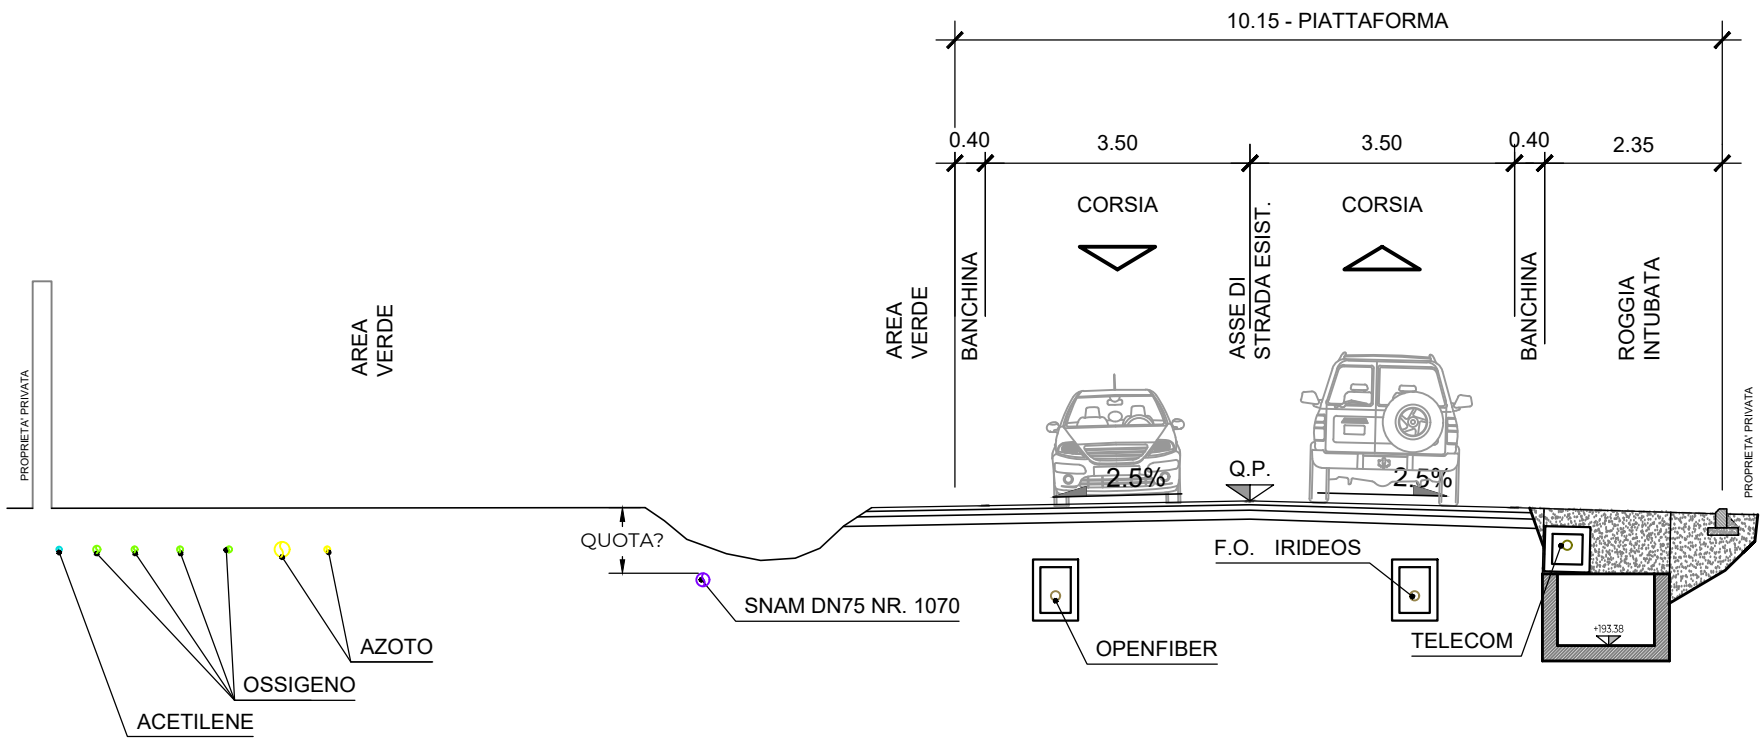 10.15 - PIATTAFORMA
0.40
3.50
3.50
0.40
2.35
CORSIA
CORSIA
PROPRIETA' PRIVATA
AREA
VERDE
AREA
VERDE
BANCHINA
ASSE DI
STRADA ESIST.
BANCHINA
ROGGIA
INTUBATA
PROPRIETA' PRIVATA
2.5%
Q.P.
2.5%
QUOTA?
F.O. IRIDEOS
SNAM DN75 NR. 1070
+193.38
OPENFIBER
TELECOM
AZOTO
OSSIGENO
ACETILENE